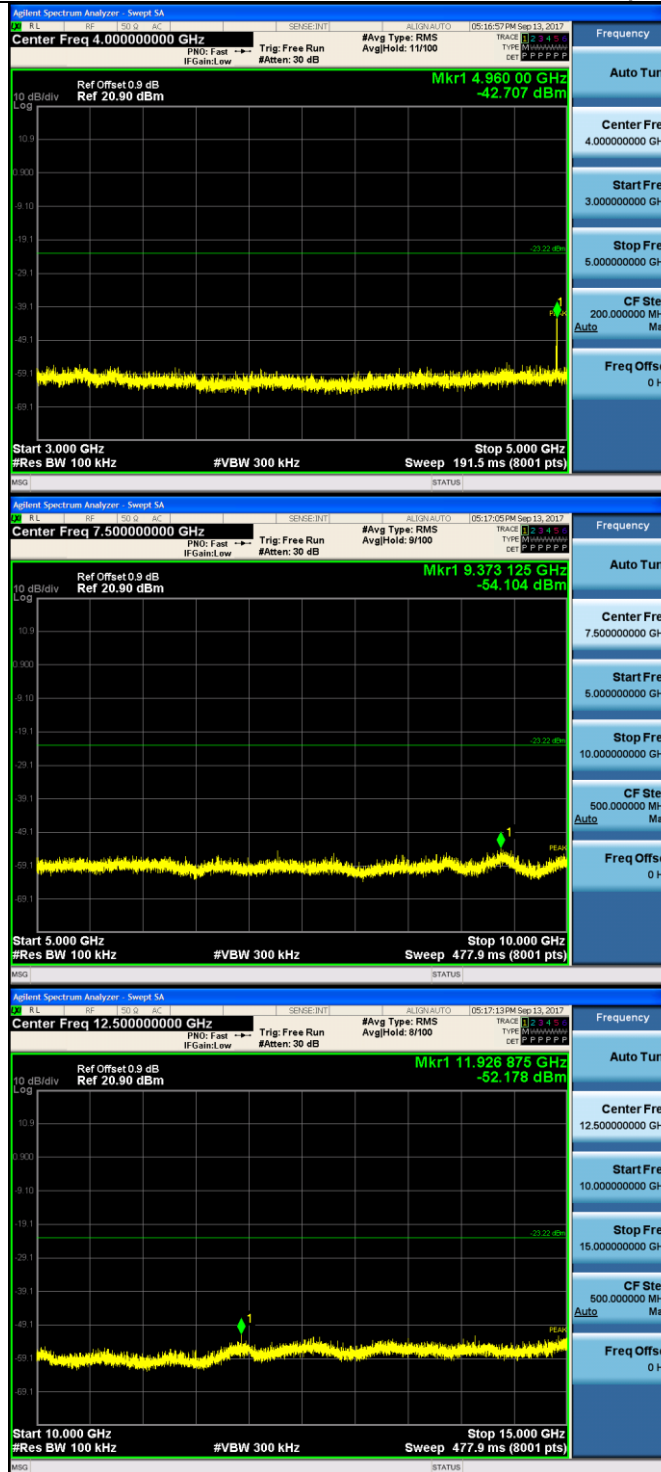 Agilent Spectrum Analyzer - Swept SA
RL RF 50 Ω AC SENSE:INT ALIGNAUTO 05:16:57PM Sep 13, 2017
Center Freq 4.000000000 GHz #Avg Type: RMS TRACE 1 2 3 4 5 6
PNO: Fast Trig: Free Run Avg|Hold: 11/100 TYPE M
IFGain:Low #Atten: 30 dB DET P P P P P P
Mkr1 4.960 00 GHz
-42.707 dBm
Ref Offset 0.9 dB
10 dB/div Ref 20.90 dBm
Log
10.9
0.900
-9.10
-19.1
-23.22 dBm
-29.1
-39.1
1
-49.1
-59.1
-69.1
Start 3.000 GHz Stop 5.000 GHz
#Res BW 100 kHz #VBW 300 kHz Sweep 191.5 ms (8001 pts)
MSG STATUS
Frequency
Auto Tun
Center Fre
4.000000000 GH
Start Fre
3.000000000 GH
Stop Fre
5.000000000 GH
CF Ste
200.000000 MH
Auto Ma
Freq Offs
0 H
Agilent Spectrum Analyzer - Swept SA
RL RF 50 Ω AC SENSE:INT ALIGNAUTO 05:17:05PM Sep 13, 2017
Center Freq 7.500000000 GHz #Avg Type: RMS TRACE 1 2 3 4 5 6
PNO: Fast Trig: Free Run Avg|Hold: 9/100 TYPE M
IFGain:Low #Atten: 30 dB DET P P P P P P
Mkr1 9.373 125 GHz
-54.104 dBm
Ref Offset 0.9 dB
10 dB/div Ref 20.90 dBm
Log
10.9
0.900
-9.10
-19.1
-23.22 dBm
-29.1
-39.1
-49.1
1
PEAK
-59.1
-69.1
Start 5.000 GHz Stop 10.000 GHz
#Res BW 100 kHz #VBW 300 kHz Sweep 477.9 ms (8001 pts)
MSG STATUS
Frequency
Auto Tun
Center Fre
7.500000000 GH
Start Fre
5.000000000 GH
Stop Fre
10.000000000 GH
CF Ste
500.000000 MH
Auto Ma
Freq Offs
0 H
Agilent Spectrum Analyzer - Swept SA
RL RF 50 Ω AC SENSE:INT ALIGNAUTO 05:17:13PM Sep 13, 2017
Center Freq 12.500000000 GHz #Avg Type: RMS TRACE 1 2 3 4 5 6
PNO: Fast Trig: Free Run Avg|Hold: 8/100 TYPE M
IFGain:Low #Atten: 30 dB DET P P P P P P
Mkr1 11.926 875 GHz
-52.178 dBm
Ref Offset 0.9 dB
10 dB/div Ref 20.90 dBm
Log
10.9
0.900
-9.10
-19.1
-23.22 dBm
-29.1
-39.1
-49.1
1
PEAK
-59.1
-69.1
Start 10.000 GHz Stop 15.000 GHz
#Res BW 100 kHz #VBW 300 kHz Sweep 477.9 ms (8001 pts)
MSG STATUS
Frequency
Auto Tun
Center Fre
12.500000000 GH
Start Fre
10.000000000 GH
Stop Fre
15.000000000 GH
CF Ste
500.000000 MH
Auto Ma
Freq Offs
0 H